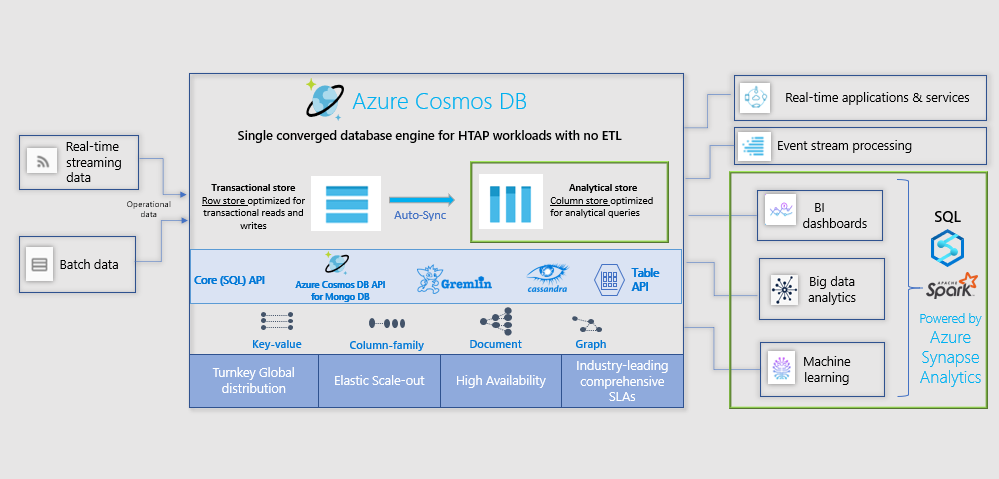 Azure Cosmos DB
Single converged database engine for HTAP workloads with no ETL
Real-time
streaming
data
Batch data
Operational
data
Transactional store
Row store optimized for
transactional reads and
writes
Auto-Sync
Analytical store
Column store optimized
for analytical queries
Core (SQL) API
Azure Cosmos DB API
for Mongo DB
Gremlin
cassandra
Table
API
Key-value
Column-family
Document
Graph
Turnkey Global
distribution
Elastic Scale-out
High Availability
Industry-leading
comprehensive
SLAs
Real-time applications & services
Event stream processing
BI
dashboards
Big data
analytics
Machine
learning
SQL
APACHE
Spark
Powered by
Azure
Synapse
Analytics